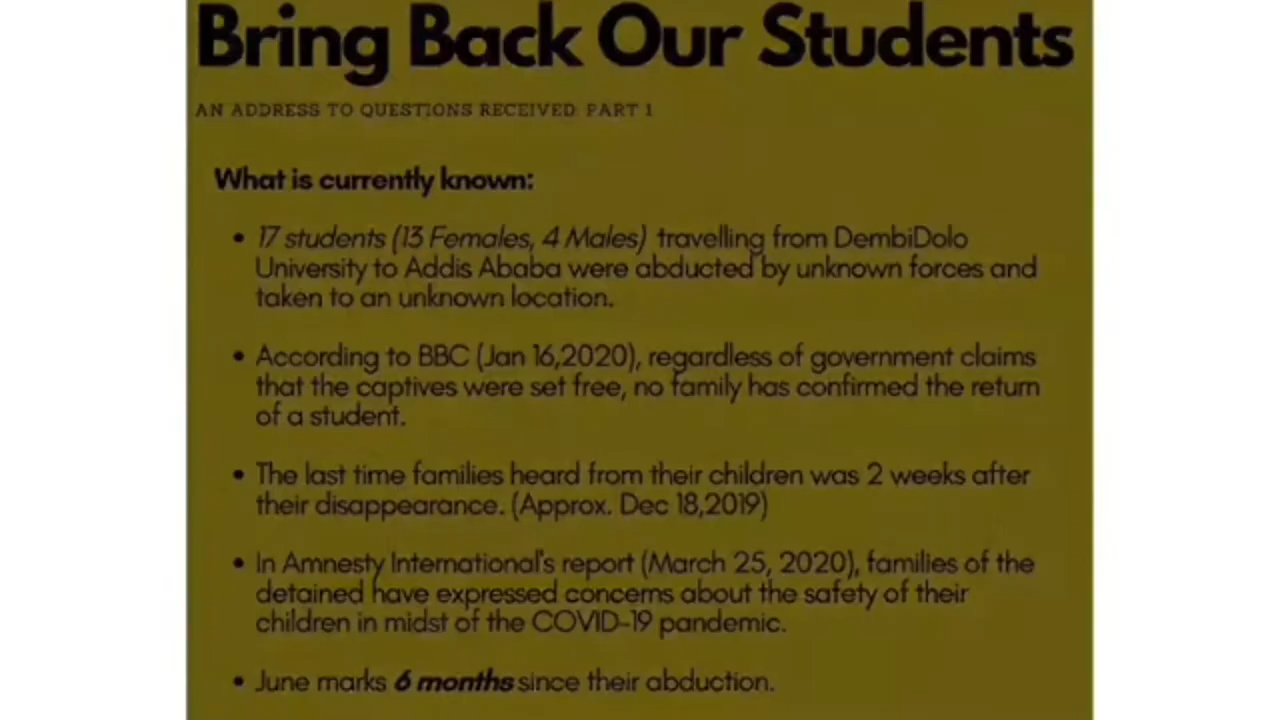 Bring Back Our Students
AN ADDRESS TO QUESTIONS RECEIVED: PART 1
What is currently known:
• 17 students (13 Females, 4 Males) travelling from DembiDolo
University to Addis Ababa were abducted by unknown forces and
taken to an unknown location.
• According to BBC (Jan 16,2020), regardless of government claims
that the captives were set free, no family has confirmed the return
of a student.
• The last time families heard from their children was 2 weeks after
their disappearance. (Approx. Dec 18,2019)
• In Amnesty International's report (March 25, 2020), families of the
detained have expressed concerns about the safety of their
children in midst of the COVID-19 pandemic.
• June marks 6 months since their abduction.